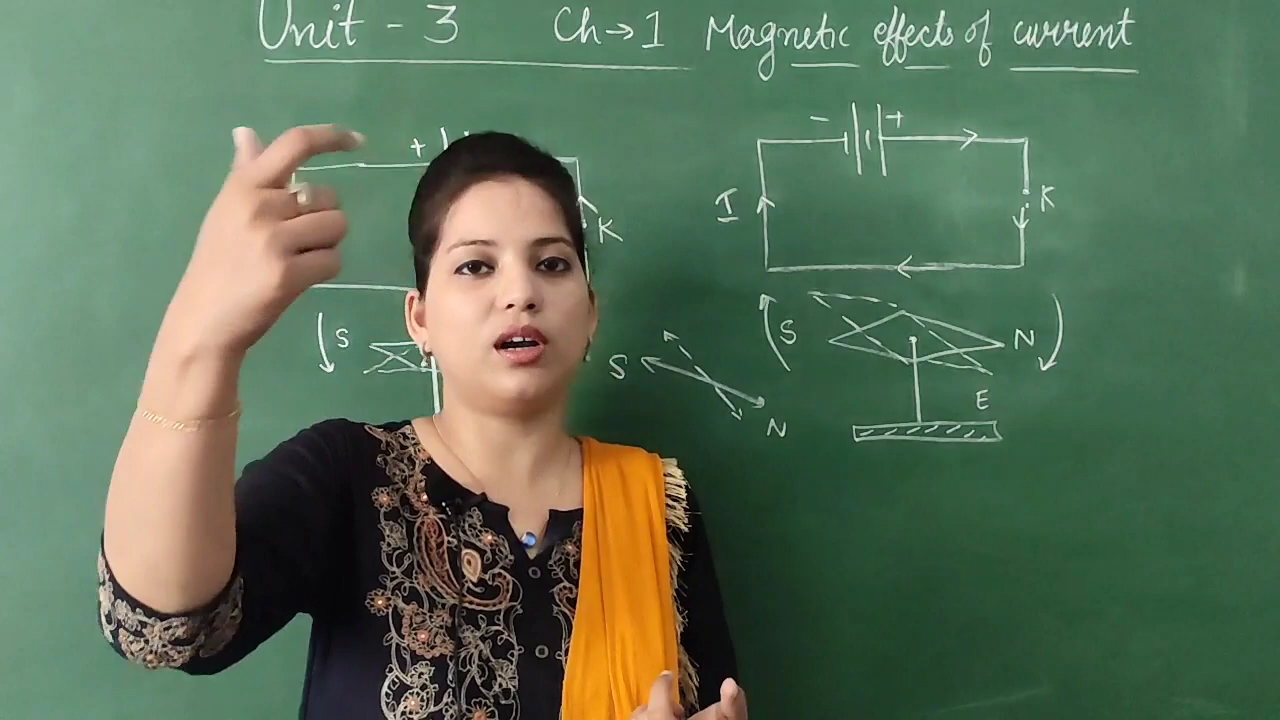 Unit - 3 Ch→1 Magnetic effects of current
+
K
S
- +
I
K
S
N
S
N
E